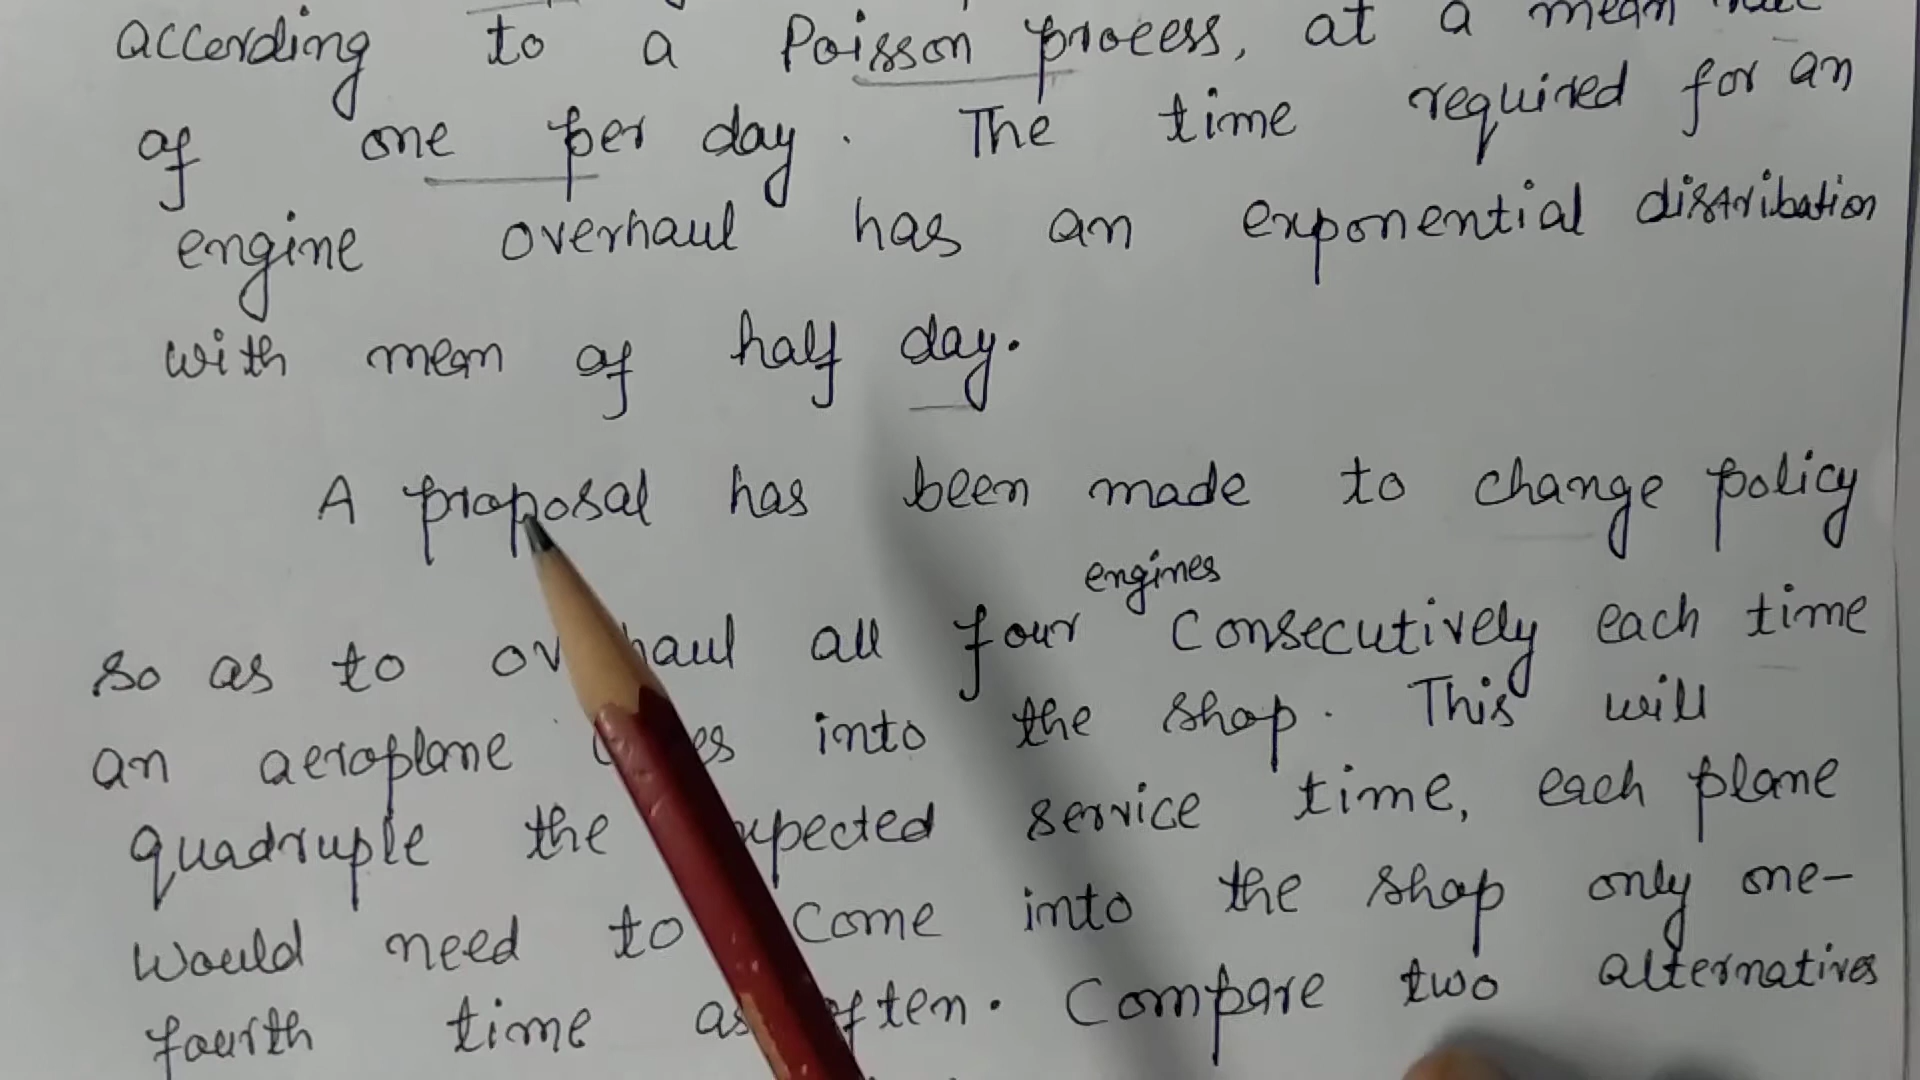 according to a Poisson process, at a mean
of one per day. The time required for an
engine overhaul has an exponential distribution
with mean of half day.
A proposal has been made to change policy
engines
so as to all four Consecutively each time
an aeroplane into the shop. This will
quadruple the service time, each plane
would need to come into the shop only one-
fourth time as often. Compare two alternatives